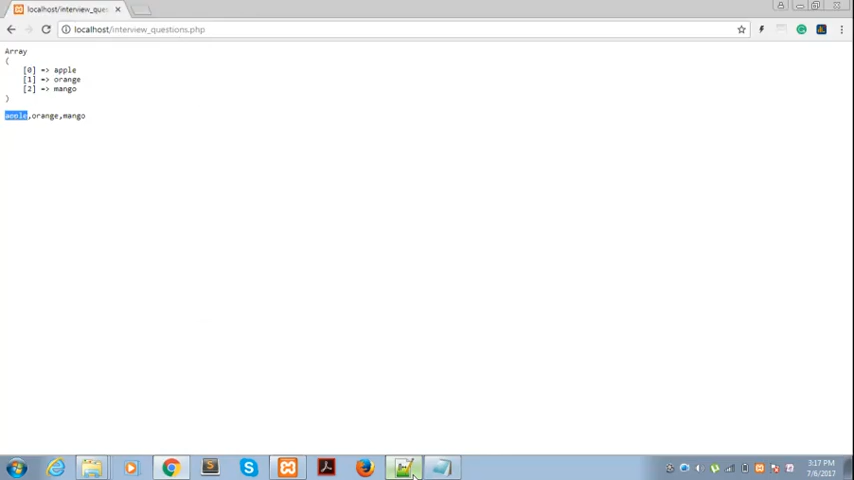 localhost/interview_ques
localhost/interview_questions.php
Array
(
[0] => apple
[1] => orange
[2] => mango
)
apple,orange,mango
3:17 PM
7/6/2017